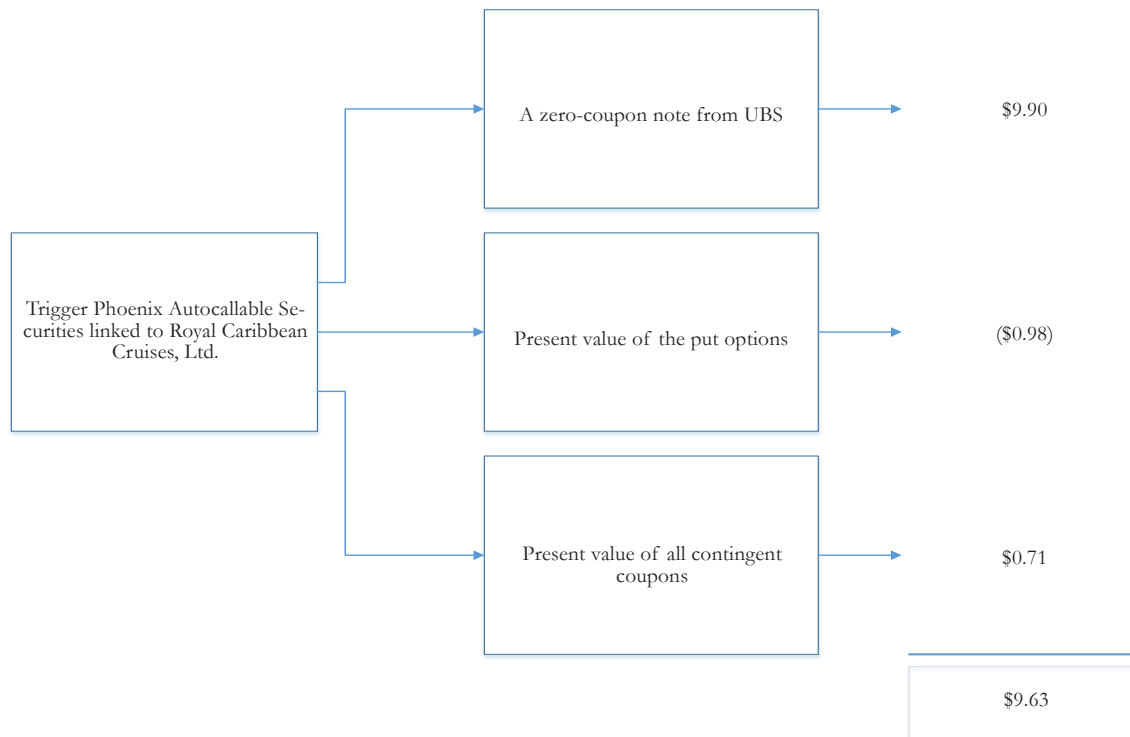 A zero-coupon note from UBS
$9.90
Trigger Phoenix Autocallable Se-
curities linked to Royal Caribbean
Cruises, Ltd.
Present value of the put options
($0.98)
Present value of all contingent
coupons
$0.71
$9.63